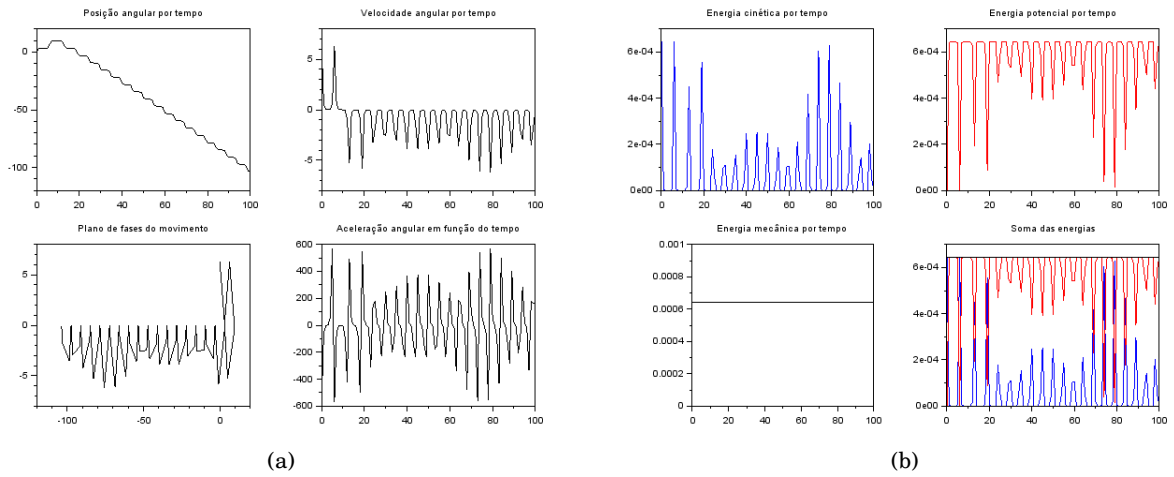 Posição angular por tempo
Velocidade angular por tempo
Energia cinética por tempo
Energia potencial por tempo
0
-50
-100
0 20 40 60 80 100
5
0
-5
0 20 40 60 80 100
6e-04
4e-04
2e-04
0e00
0 20 40 60 80 100
6e-04
4e-04
2e-04
0e00
0 20 40 60 80 100
Plano de fases do movimento
Aceleração angular em função do tempo
Energia mecânica por tempo
Soma das energias
5
0
-5
-100 -50 0
600
400
200
0
-200
-400
-600
0 20 40 60 80 100
0.001
0.0008
0.0006
0.0004
0.0002
0
0 20 40 60 80 100
6e-04
4e-04
2e-04
0e00
0 20 40 60 80 100
(a)
(b)